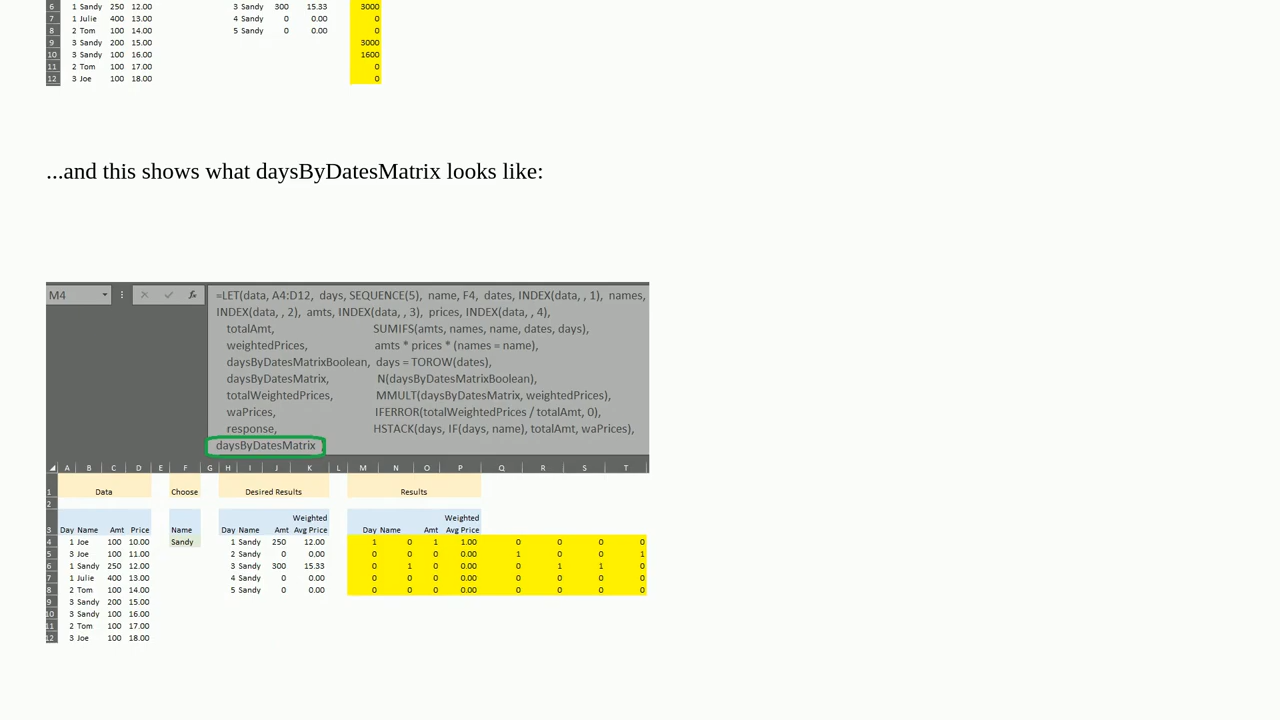 6 1 Sandy 250 12.00 3 Sandy 300 15.33 3000
7 1 Julie 400 13.00 4 Sandy 0 0.00 0
8 2 Tom 100 14.00 5 Sandy 0 0.00 0
9 3 Sandy 200 15.00 3000
10 3 Sandy 100 16.00 1600
11 2 Tom 100 17.00 0
12 3 Joe 100 18.00 0
...and this shows what daysByDatesMatrix looks like:
M4 fx =LET(data, A4:D12, days, SEQUENCE(5), name, F4, dates, INDEX(data, , 1), names,
INDEX(data, , 2), amts, INDEX(data, , 3), prices, INDEX(data, , 4),
totalAmt, SUMIFS(amts, names, name, dates, days),
weightedPrices, amts * prices * (names = name),
daysByDatesMatrixBoolean, days = TOROW(dates),
daysByDatesMatrix, N(daysByDatesMatrixBoolean),
totalWeightedPrices, MMULT(daysByDatesMatrix, weightedPrices),
waPrices, IFERROR(totalWeightedPrices / totalAmt, 0),
response, HSTACK(days, IF(days, name), totalAmt, waPrices),
daysByDatesMatrix
A B C D E F G H I J K L M N O P Q R S T
1 Data Choose Desired Results Results
2 Weighted Weighted
3 Day Name Amt Price Name Day Name Amt Avg Price Day Name Amt Avg Price
4 1 Joe 100 10.00 Sandy 1 Sandy 250 12.00 1 0 1 1.00 0 0 0 0
5 3 Joe 100 11.00 2 Sandy 0 0.00 0 0 0 0.00 1 0 0 1
6 1 Sandy 250 12.00 3 Sandy 300 15.33 0 1 0 0.00 0 1 1 0
7 1 Julie 400 13.00 4 Sandy 0 0.00 0 0 0 0.00 0 0 0 0
8 2 Tom 100 14.00 5 Sandy 0 0.00 0 0 0 0.00 0 0 0 0
9 3 Sandy 200 15.00
10 3 Sandy 100 16.00
11 2 Tom 100 17.00
12 3 Joe 100 18.00